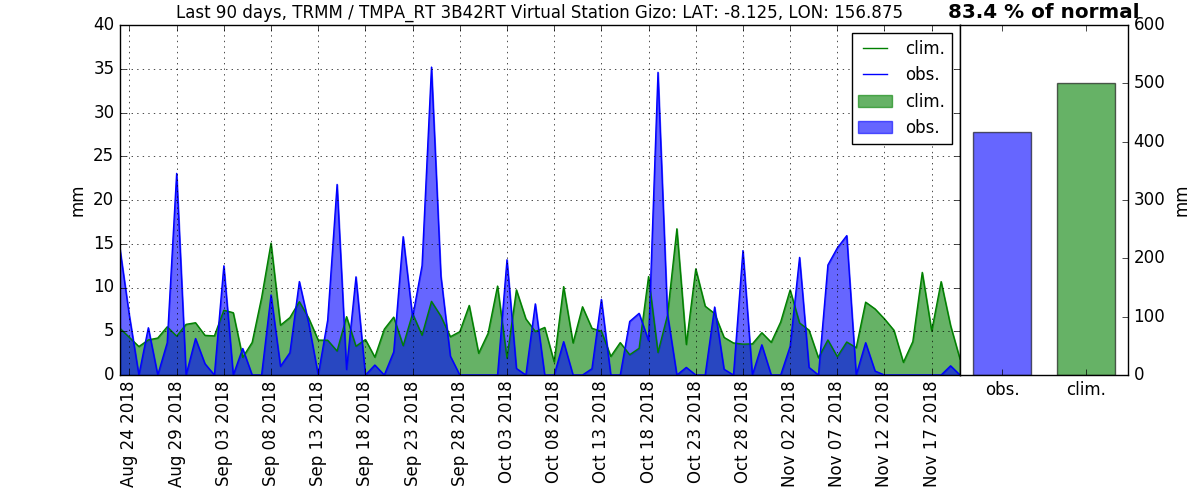 Last 90 days, TRMM / TMPA_RT 3B42RT Virtual Station Gizo: LAT: -8.125, LON: 156.875
83.4 % of normal
40
35
30
25
20
15
10
5
0
mm
clim.
obs.
clim.
obs.
600
500
400
300
200
100
0
mm
obs.
clim.
Aug 24 2018
Aug 29 2018
Sep 03 2018
Sep 08 2018
Sep 13 2018
Sep 18 2018
Sep 23 2018
Sep 28 2018
Oct 03 2018
Oct 08 2018
Oct 13 2018
Oct 18 2018
Oct 23 2018
Oct 28 2018
Nov 02 2018
Nov 07 2018
Nov 12 2018
Nov 17 2018